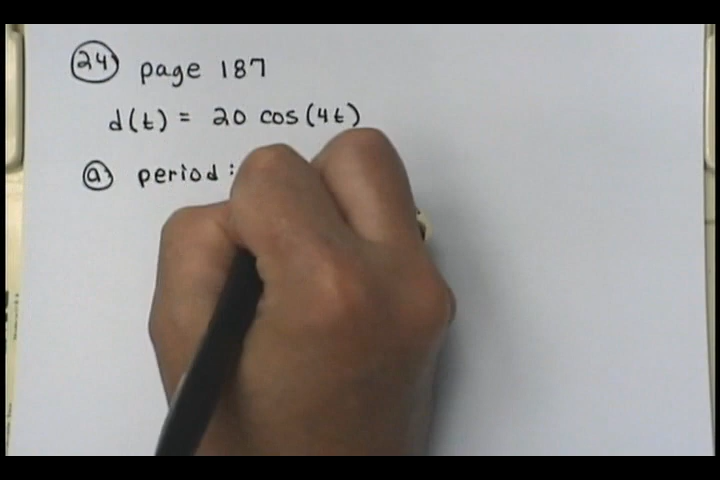 24 page 187
d(t) = 20 cos(4t)
a period: